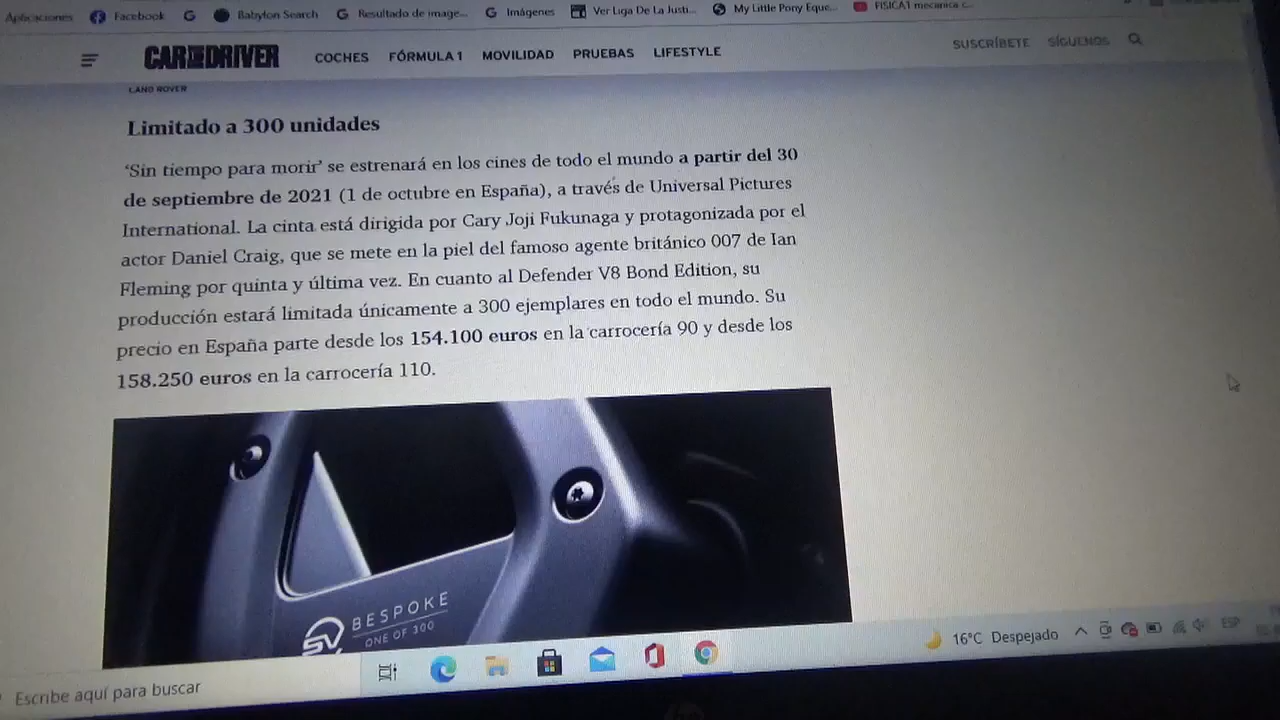 Aplicaciones Facebook Babylon Search Resultado de image... Imágenes Ver Liga De La Justi... My Little Pony Eque... FISICA1 mecanica c...
CAR AND DRIVER COCHES FÓRMULA 1 MOVILIDAD PRUEBAS LIFESTYLE SUSCRÍBETE SÍGUENOS
LAND ROVER
Limitado a 300 unidades
‘Sin tiempo para morir’ se estrenará en los cines de todo el mundo a partir del 30
de septiembre de 2021 (1 de octubre en España), a través de Universal Pictures
International. La cinta está dirigida por Cary Joji Fukunaga y protagonizada por el
actor Daniel Craig, que se mete en la piel del famoso agente británico 007 de Ian
Fleming por quinta y última vez. En cuanto al Defender V8 Bond Edition, su
producción estará limitada únicamente a 300 ejemplares en todo el mundo. Su
precio en España parte desde los 154.100 euros en la carrocería 90 y desde los
158.250 euros en la carrocería 110.
SV BESPOKE
ONE OF 300
16°C Despejado ESP
Escribe aquí para buscar